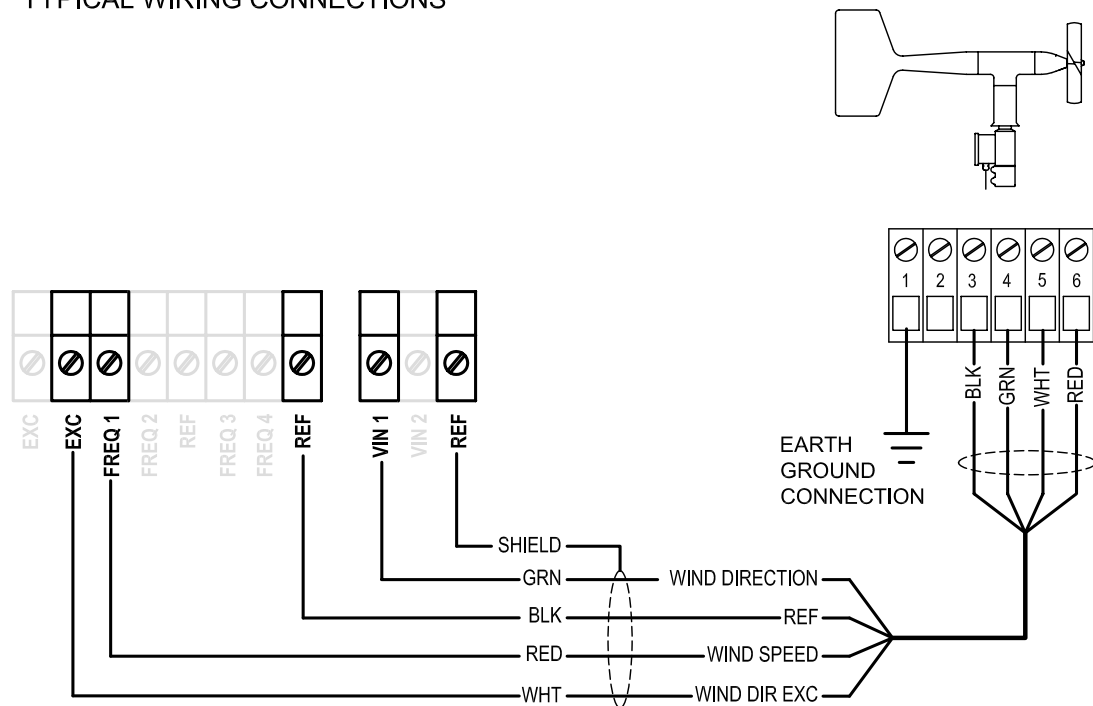 TYPICAL WIRING CONNECTIONS
1 2 3 4 5 6
BLK GRN WHT RED
EXC EXC FREQ 1 FREQ 2 REF FREQ 3 FREQ 4 REF VIN 1 VIN 2 REF
EARTH
GROUND
CONNECTION
SHIELD
GRN WIND DIRECTION
BLK REF
RED WIND SPEED
WHT WIND DIR EXC